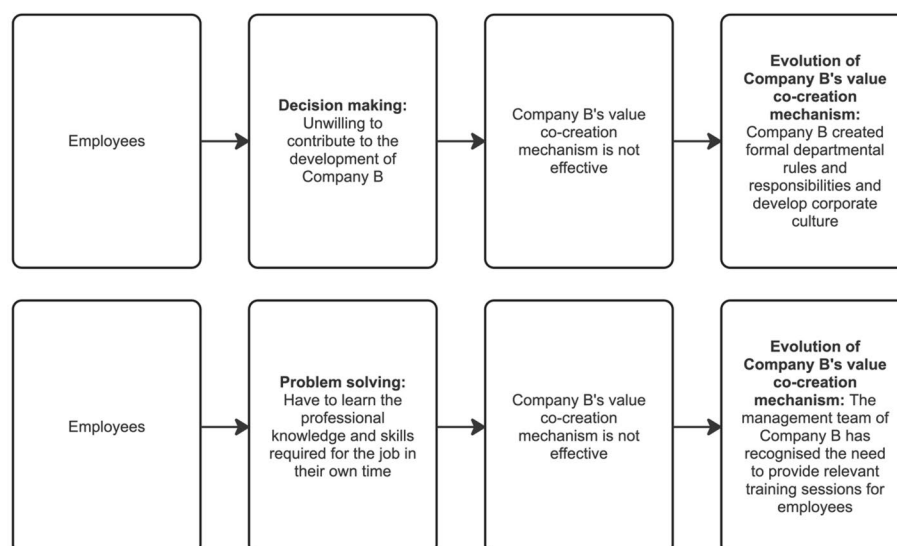 Employees
Decision making:
Unwilling to
contribute to the
development of
Company B
Company B's value
co-creation
mechanism is not
effective
Evolution of
Company B's value
co-creation
mechanism:
Company B created
formal departmental
rules and
responsibilities and
develop corporate
culture
Employees
Problem solving:
Have to learn the
professional
knowledge and skills
required for the job in
their own time
Company B's value
co-creation
mechanism is not
effective
Evolution of
Company B's value
co-creation
mechanism: The
management team of
Company B has
recognised the need
to provide relevant
training sessions for
employees